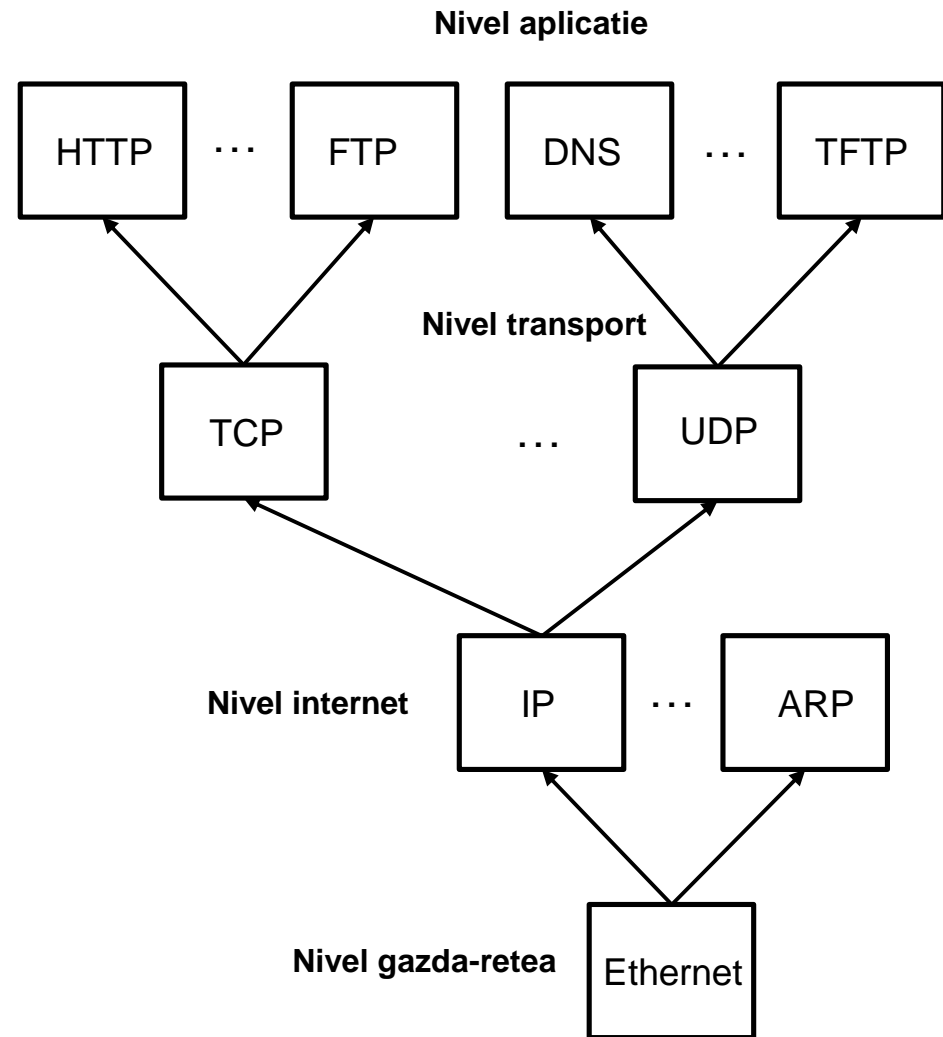 Nivel aplicatie
HTTP ... FTP DNS ... TFTP
Nivel transport
TCP ... UDP
Nivel internet IP ... ARP
Nivel gazda-retea Ethernet